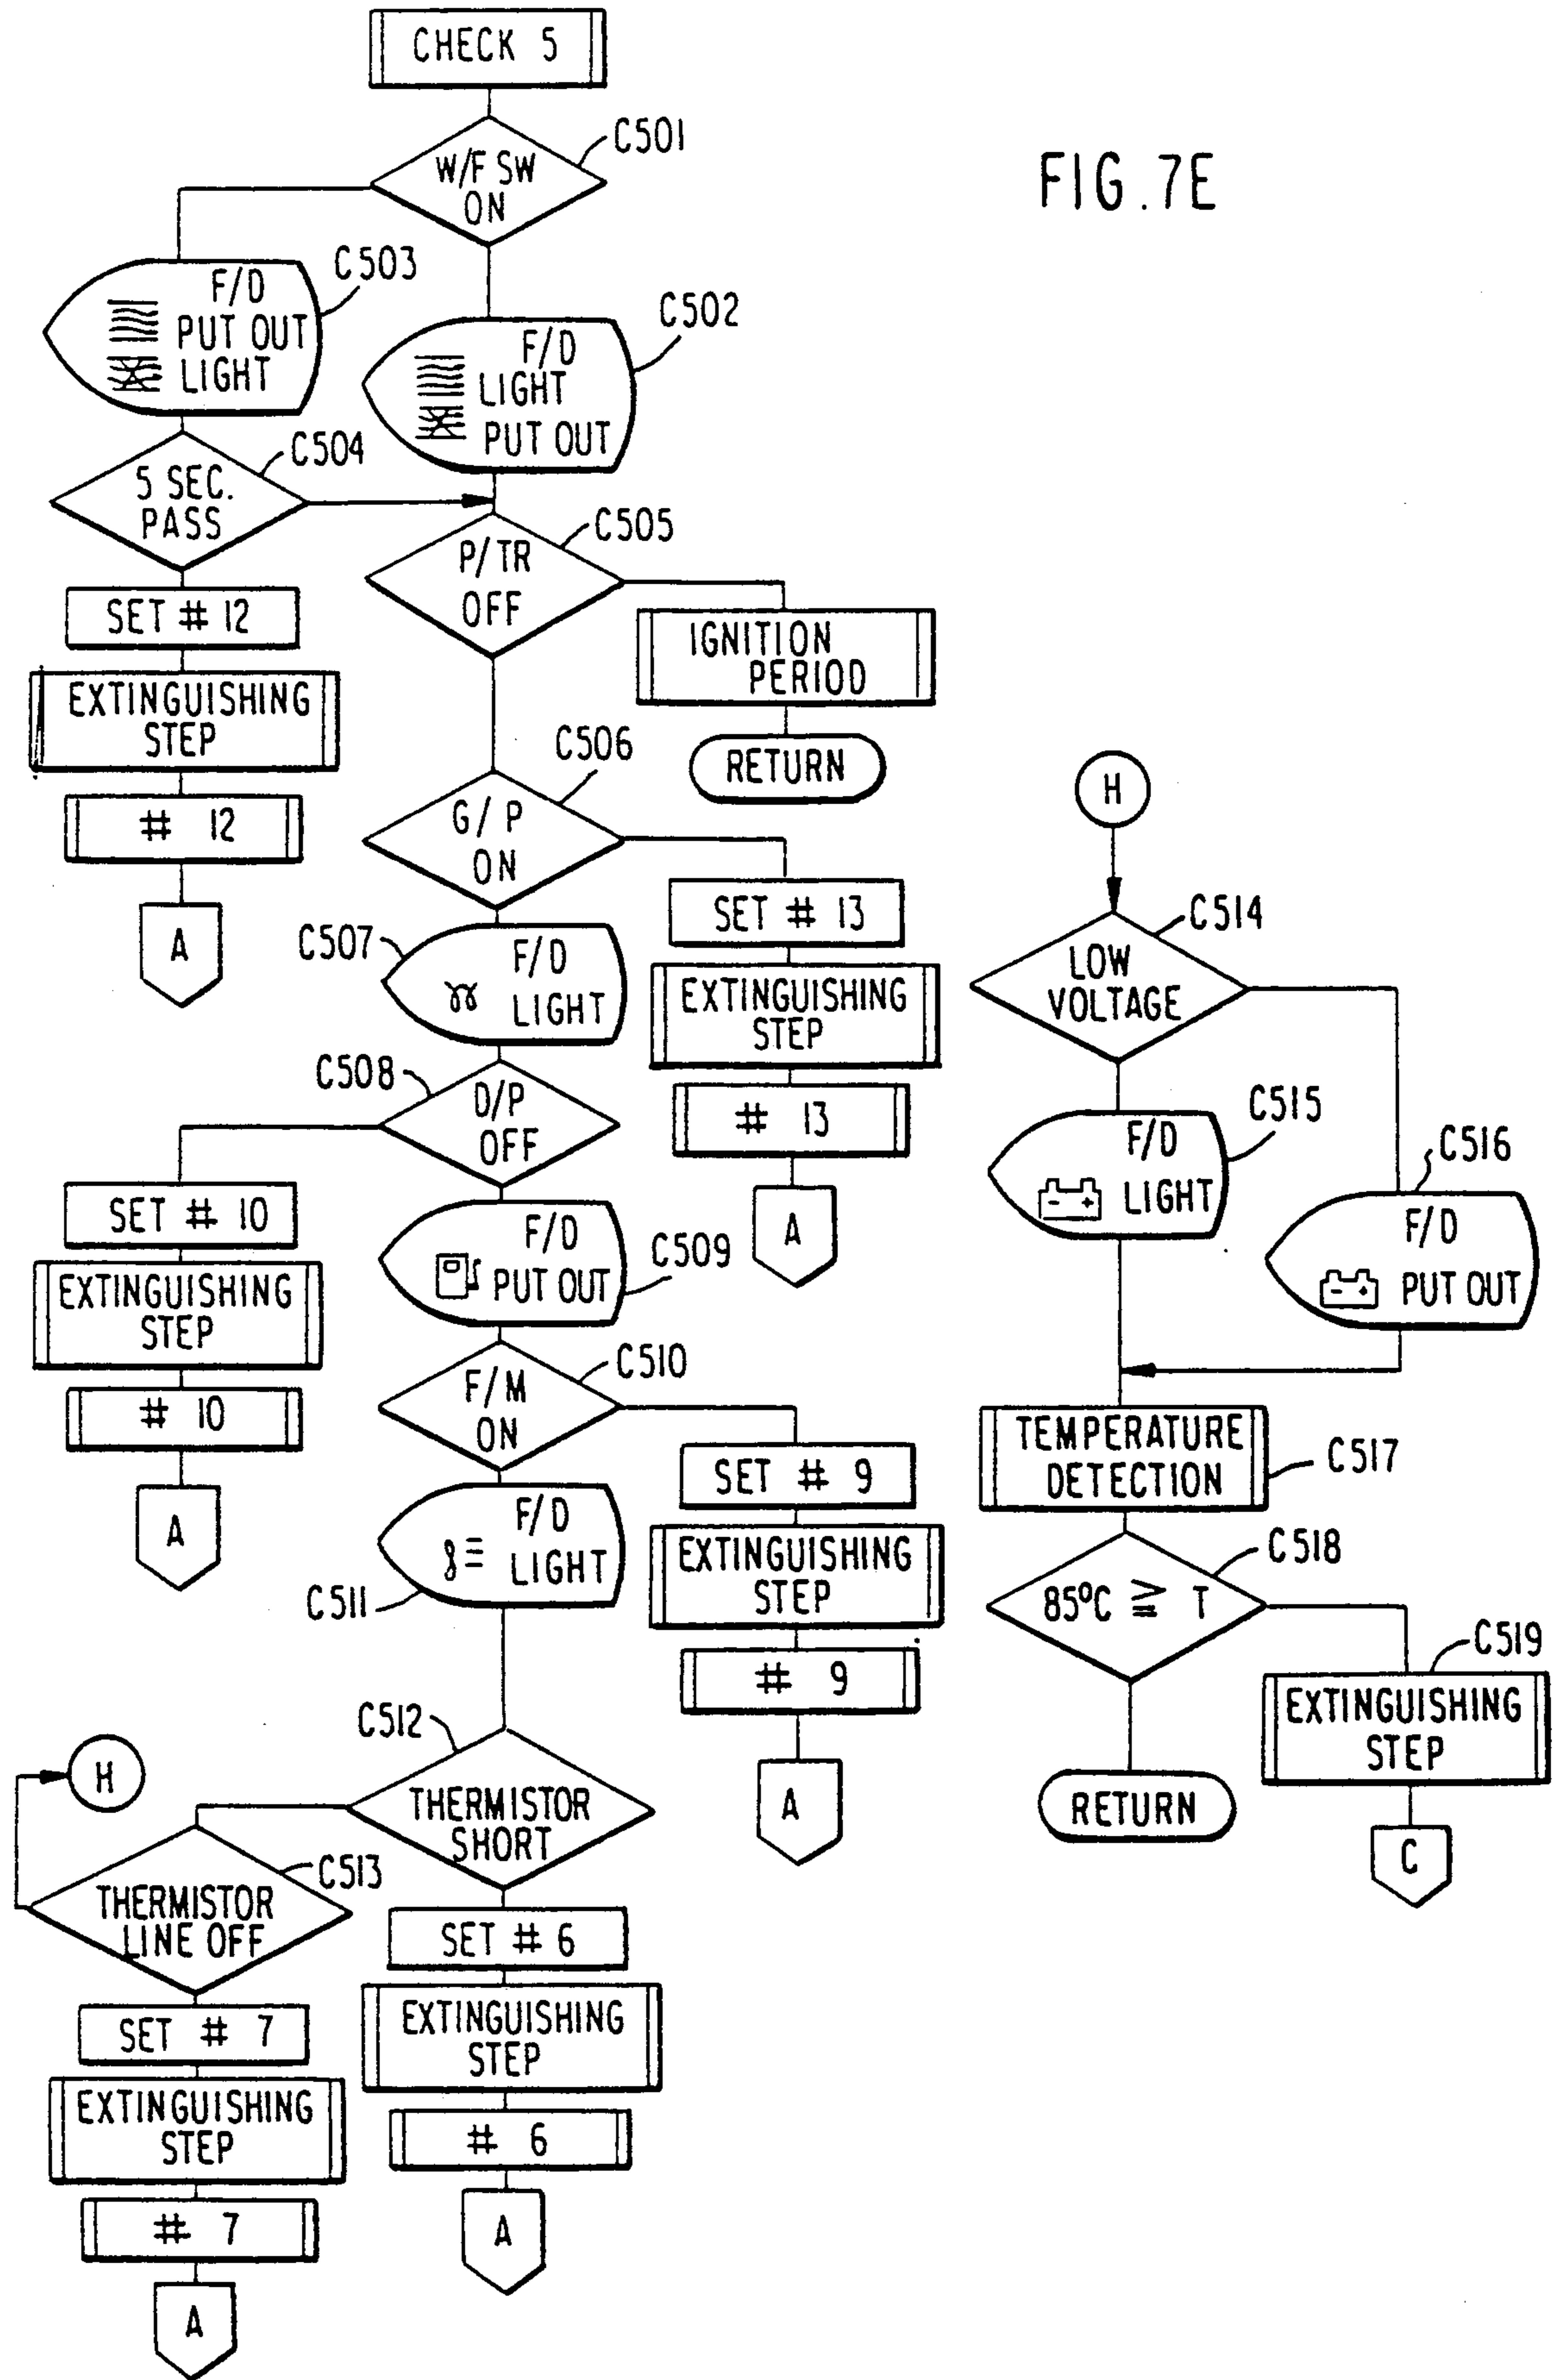 CHECK 5
FIG. 7E
C501
W/F SW
ON
C503
F/D
PUT OUT
LIGHT
C502
F/D
LIGHT
PUT OUT
C504
5 SEC.
PASS
SET # 12
EXTINGUISHING
STEP
# 12
A
C505
P/TR
OFF
IGNITION
PERIOD
RETURN
C506
G/P
ON
SET # 13
EXTINGUISHING
STEP
# 13
A
C507
F/D
LIGHT
C508
D/P
OFF
SET # 10
EXTINGUISHING
STEP
# 10
A
C509
F/D
PUT OUT
C510
F/M
ON
SET # 9
EXTINGUISHING
STEP
# 9
A
C511
F/D
LIGHT
C512
THERMISTOR
SHORT
H
C513
THERMISTOR
LINE OFF
SET # 7
EXTINGUISHING
STEP
# 7
A
SET # 6
EXTINGUISHING
STEP
# 6
A
H
C514
LOW
VOLTAGE
C515
F/D
- +
LIGHT
C516
F/D
- +
PUT OUT
TEMPERATURE
DETECTION
C517
C518
85°C ≧ T
RETURN
C519
EXTINGUISHING
STEP
C